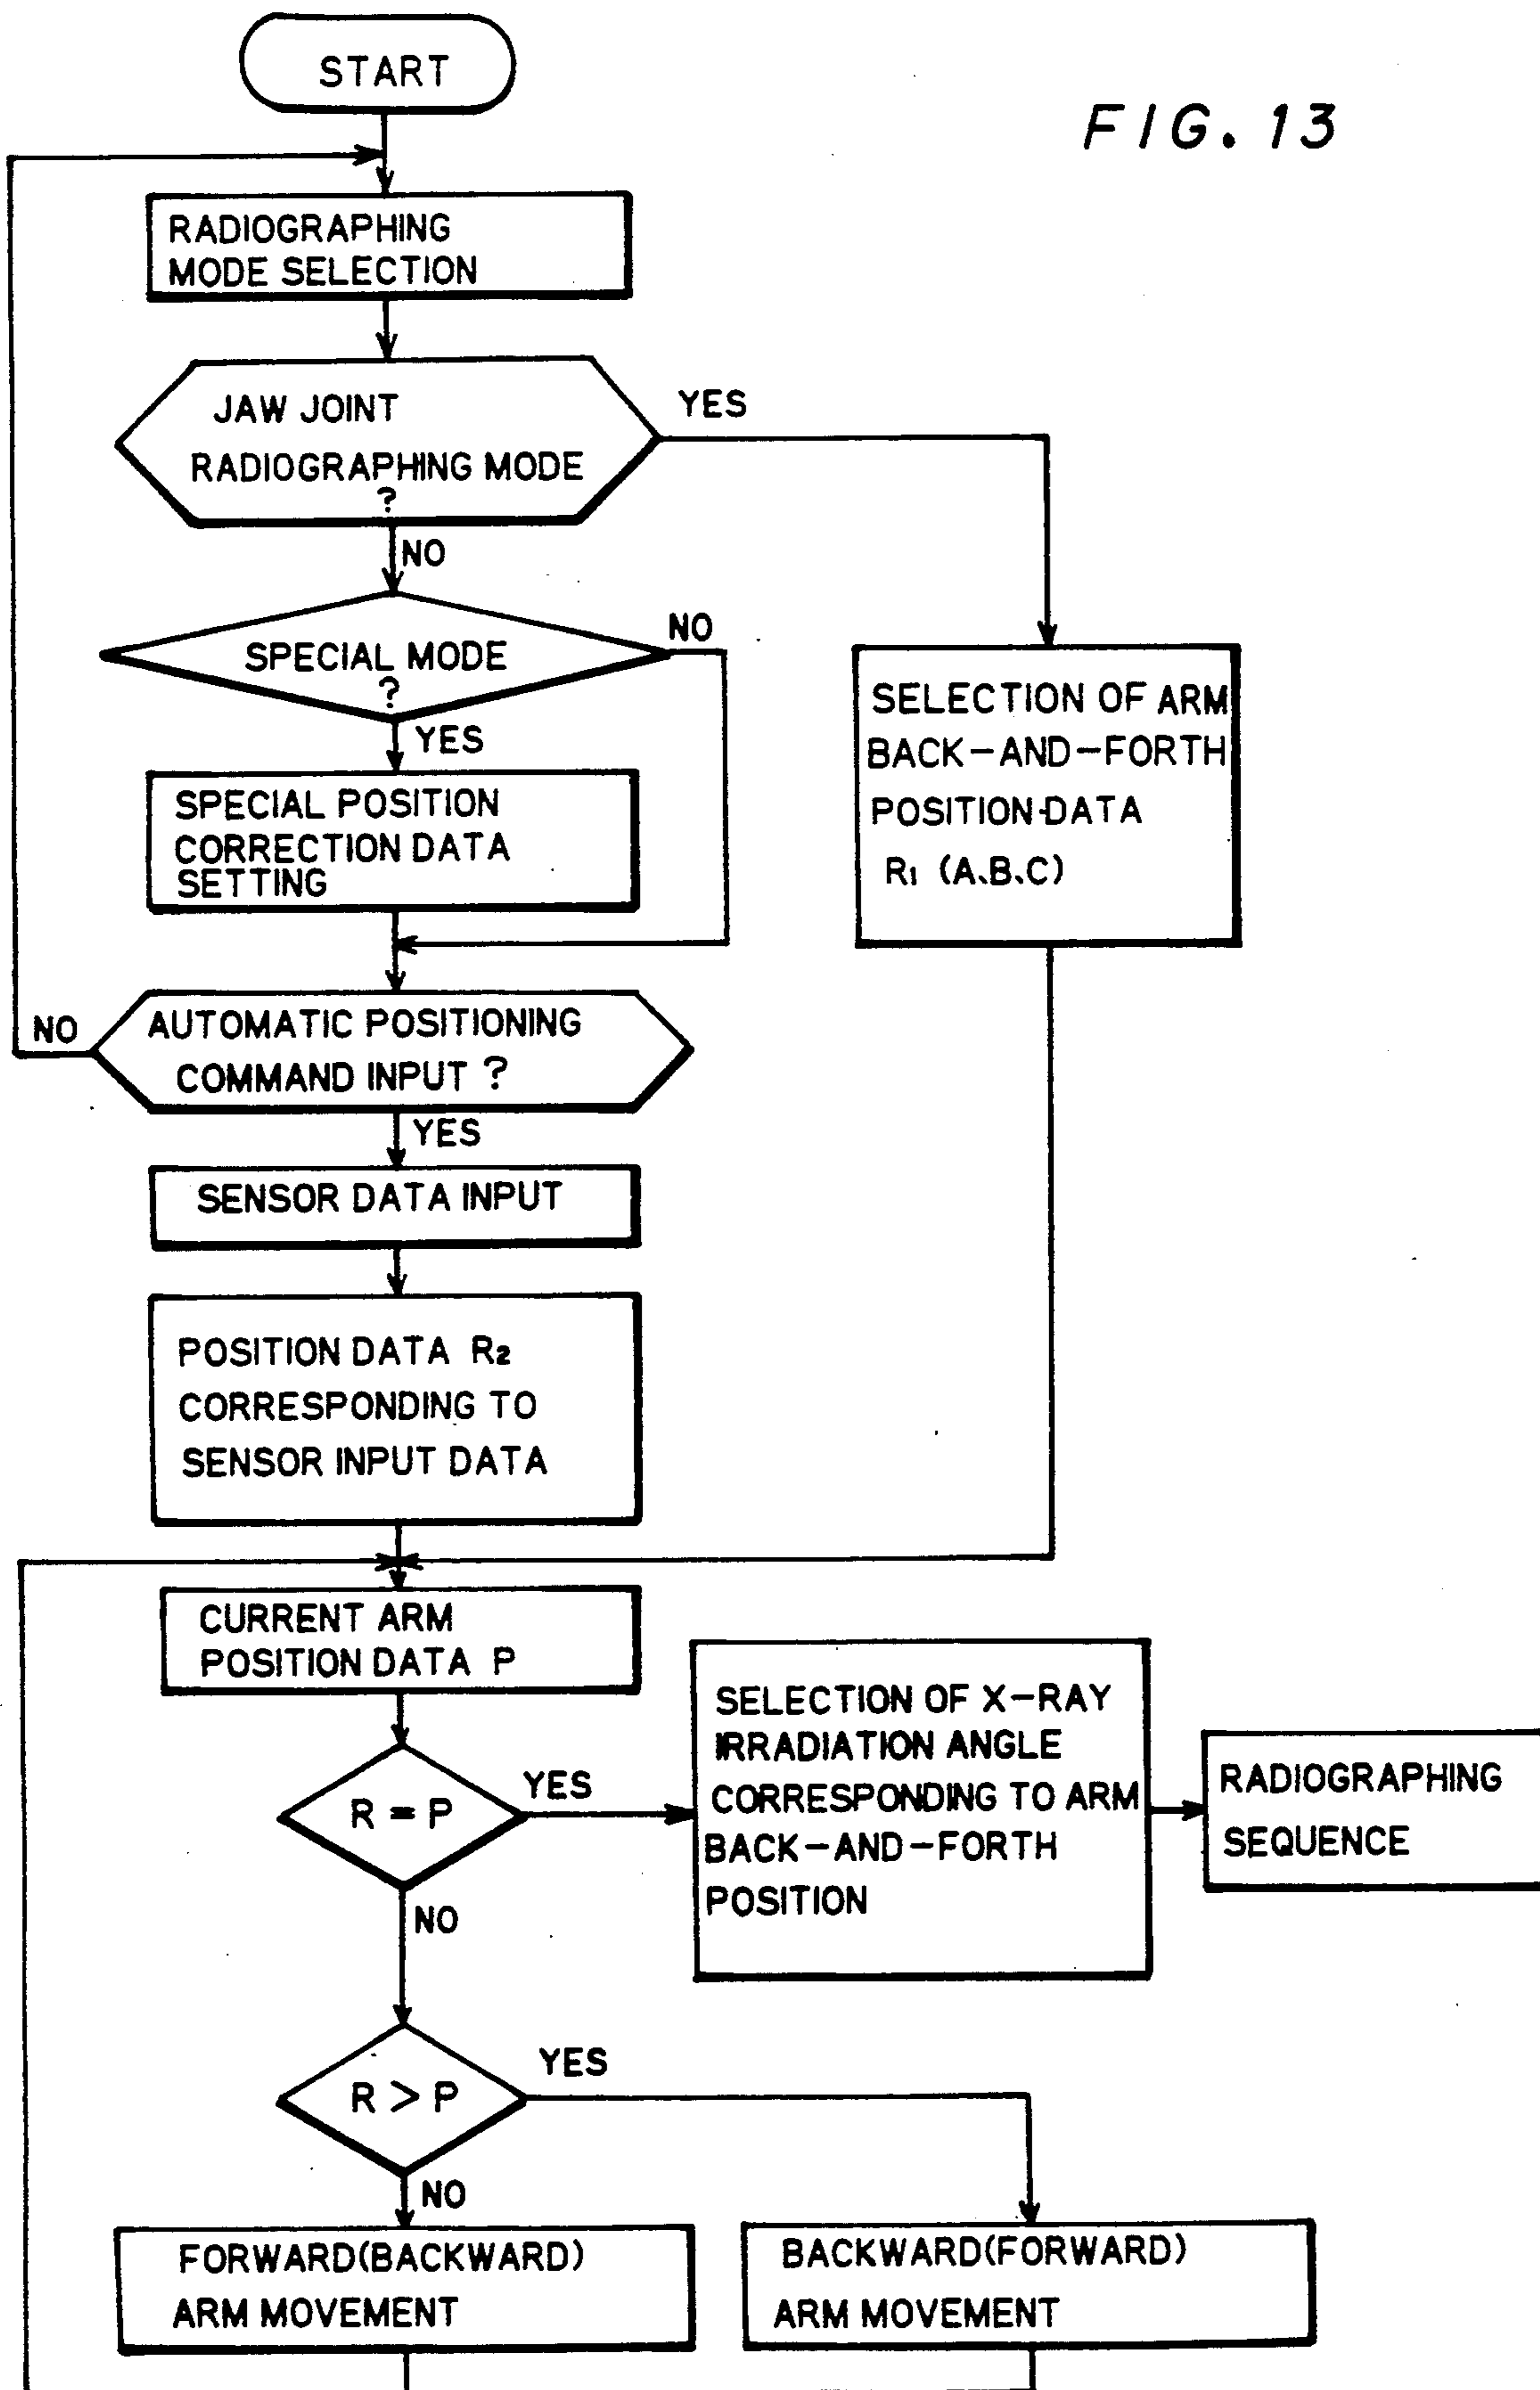 START
FIG. 13
RADIOGRAPHING
MODE SELECTION
JAW JOINT
RADIOGRAPHING MODE
?
YES
NO
SPECIAL MODE
?
NO
YES
SPECIAL POSITION
CORRECTION DATA
SETTING
SELECTION OF ARM
BACK-AND-FORTH
POSITION-DATA
R₁ (A.B.C)
AUTOMATIC POSITIONING
COMMAND INPUT ?
NO
YES
SENSOR DATA INPUT
POSITION DATA R₂
CORRESPONDING TO
SENSOR INPUT DATA
CURRENT ARM
POSITION DATA P
R = P
YES
NO
SELECTION OF X-RAY
IRRADIATION ANGLE
CORRESPONDING TO ARM
BACK-AND-FORTH
POSITION
RADIOGRAPHING
SEQUENCE
R > P
YES
NO
FORWARD(BACKWARD)
ARM MOVEMENT
BACKWARD(FORWARD)
ARM MOVEMENT